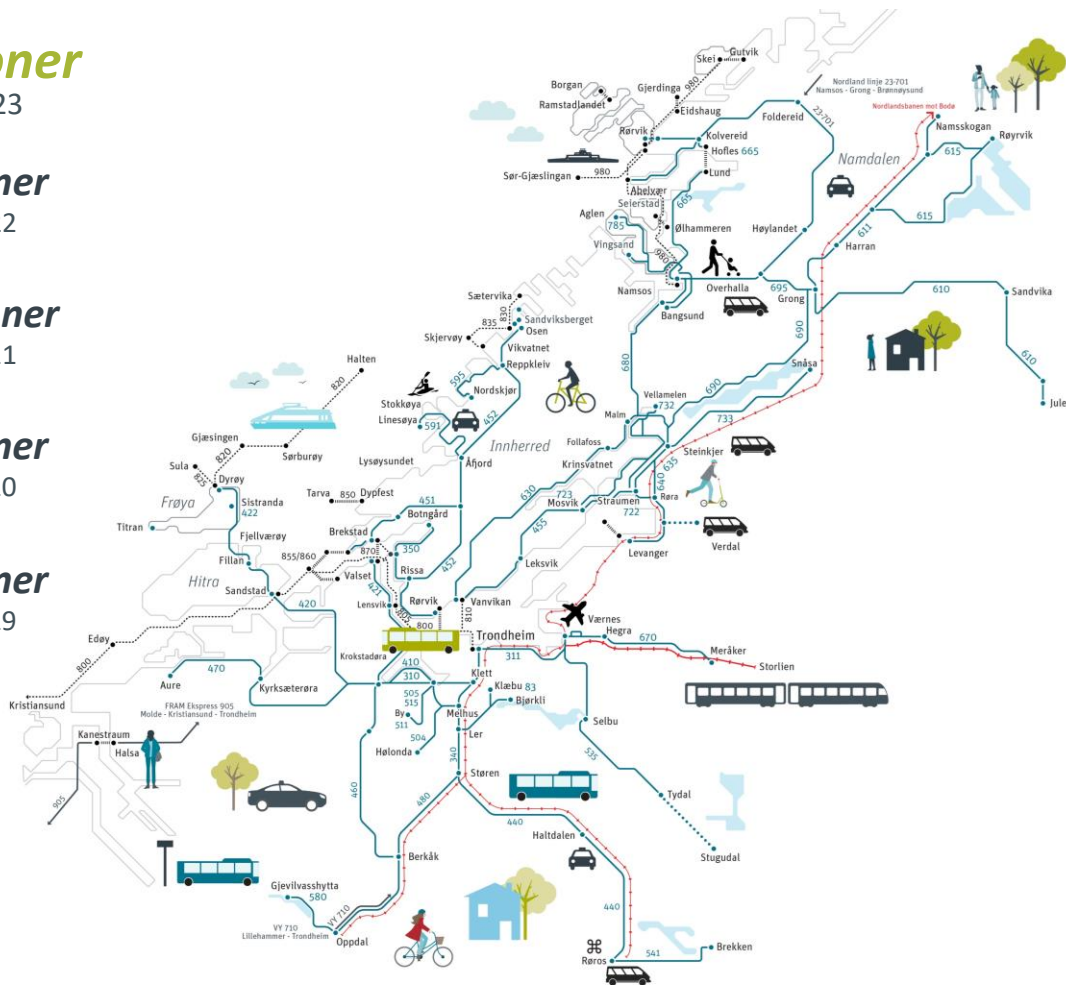 oner
23
ner
12
ner
11
ner
20
ner
19
Skei
Gutvik
Borgan
Gjerdinga
980
Ramstadlandet
Eidshaug
Nordland linje 23-701
Namsos - Grong - Brønnøysund
Nordlandsbanen mot Bodø
Foldereid
23-701
Namsskogan
Rørvik
Kolvereid
Røyrvik
Hofles 665
Namdalen
615
Sør-Gjæslingan
980
Lund
Abelvær
Seierstad
665
Aglen
785
Ølhammeren
615
Vingsand
Høylandet
611
980
Harran
Namsos
Overhalla
695
Grong
610
Sandvika
Sætervika
830
Bangsund
Sandviksberget
835
Osen
690
Skjervøy
Vikvatnet
Halten
680
610
Reppkleiv
Snåsa
820
595
Nordskjør
Vellamelen
690
Jule
Stokkøya
732
Linesøya
591
452
Malm
733
Gjæsingen
Innherred
Follafoss
Steinkjer
820
Sørburøy
Krinsvatnet
635
Sula
Lysøysundet
Åfjord
825
Dyrøy
640
Tarva
850
Dypfest
630
723
Frøya
Sistranda
Mosvik
Straumen
Røra
422
451
722
Botngård
455
Titran
Brekstad
Fjellværøy
Verdal
855/860
870
350
Levanger
Fillan
452
Leksvik
Valset
Rissa
Hitra
421
Sandstad
Lensvik
Rørvik
Vanvikan
420
805
810
Værnes
800
Hegra
Edøy
Trondheim
670
Krokstadøra
311
Meråker
800
410
Storlien
470
310
Klett
Aure
Kyrksæterøra
505
Klæbu 83
515
Kristiansund
By
Bjørkli
FRAM Ekspress 905
Molde - Kristiansund - Trondheim
511
Melhus
Selbu
504
Ler
Kanestraum
Halsa
Hølonda
340
535
Støren
460
480
905
Tydal
440
Haltdalen
Stugudal
Berkåk
Gjevilvasshytta
580
VY 710
440
VY 710
Lillehammer - Trondheim
Oppdal
541
Brekken
Røros